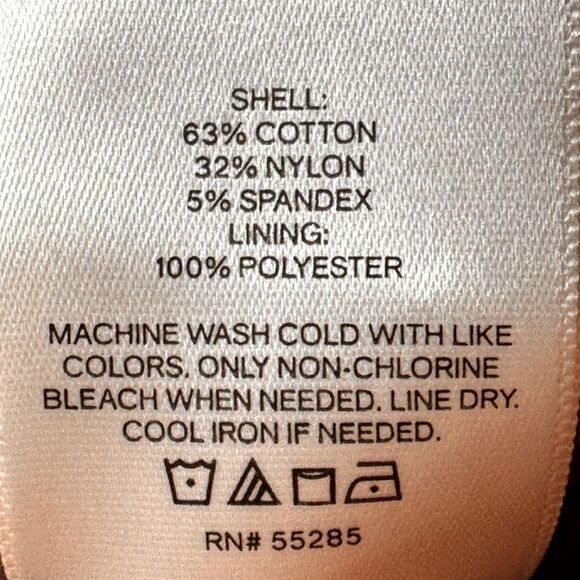 SHELL:
63% COTTON
32% NYLON
5% SPANDEX
LINING:
100% POLYESTER
MACHINE WASH COLD WITH LIKE
COLORS. ONLY NON-CHLORINE
BLEACH WHEN NEEDED. LINE DRY.
COOL IRON IF NEEDED.
RN# 55285